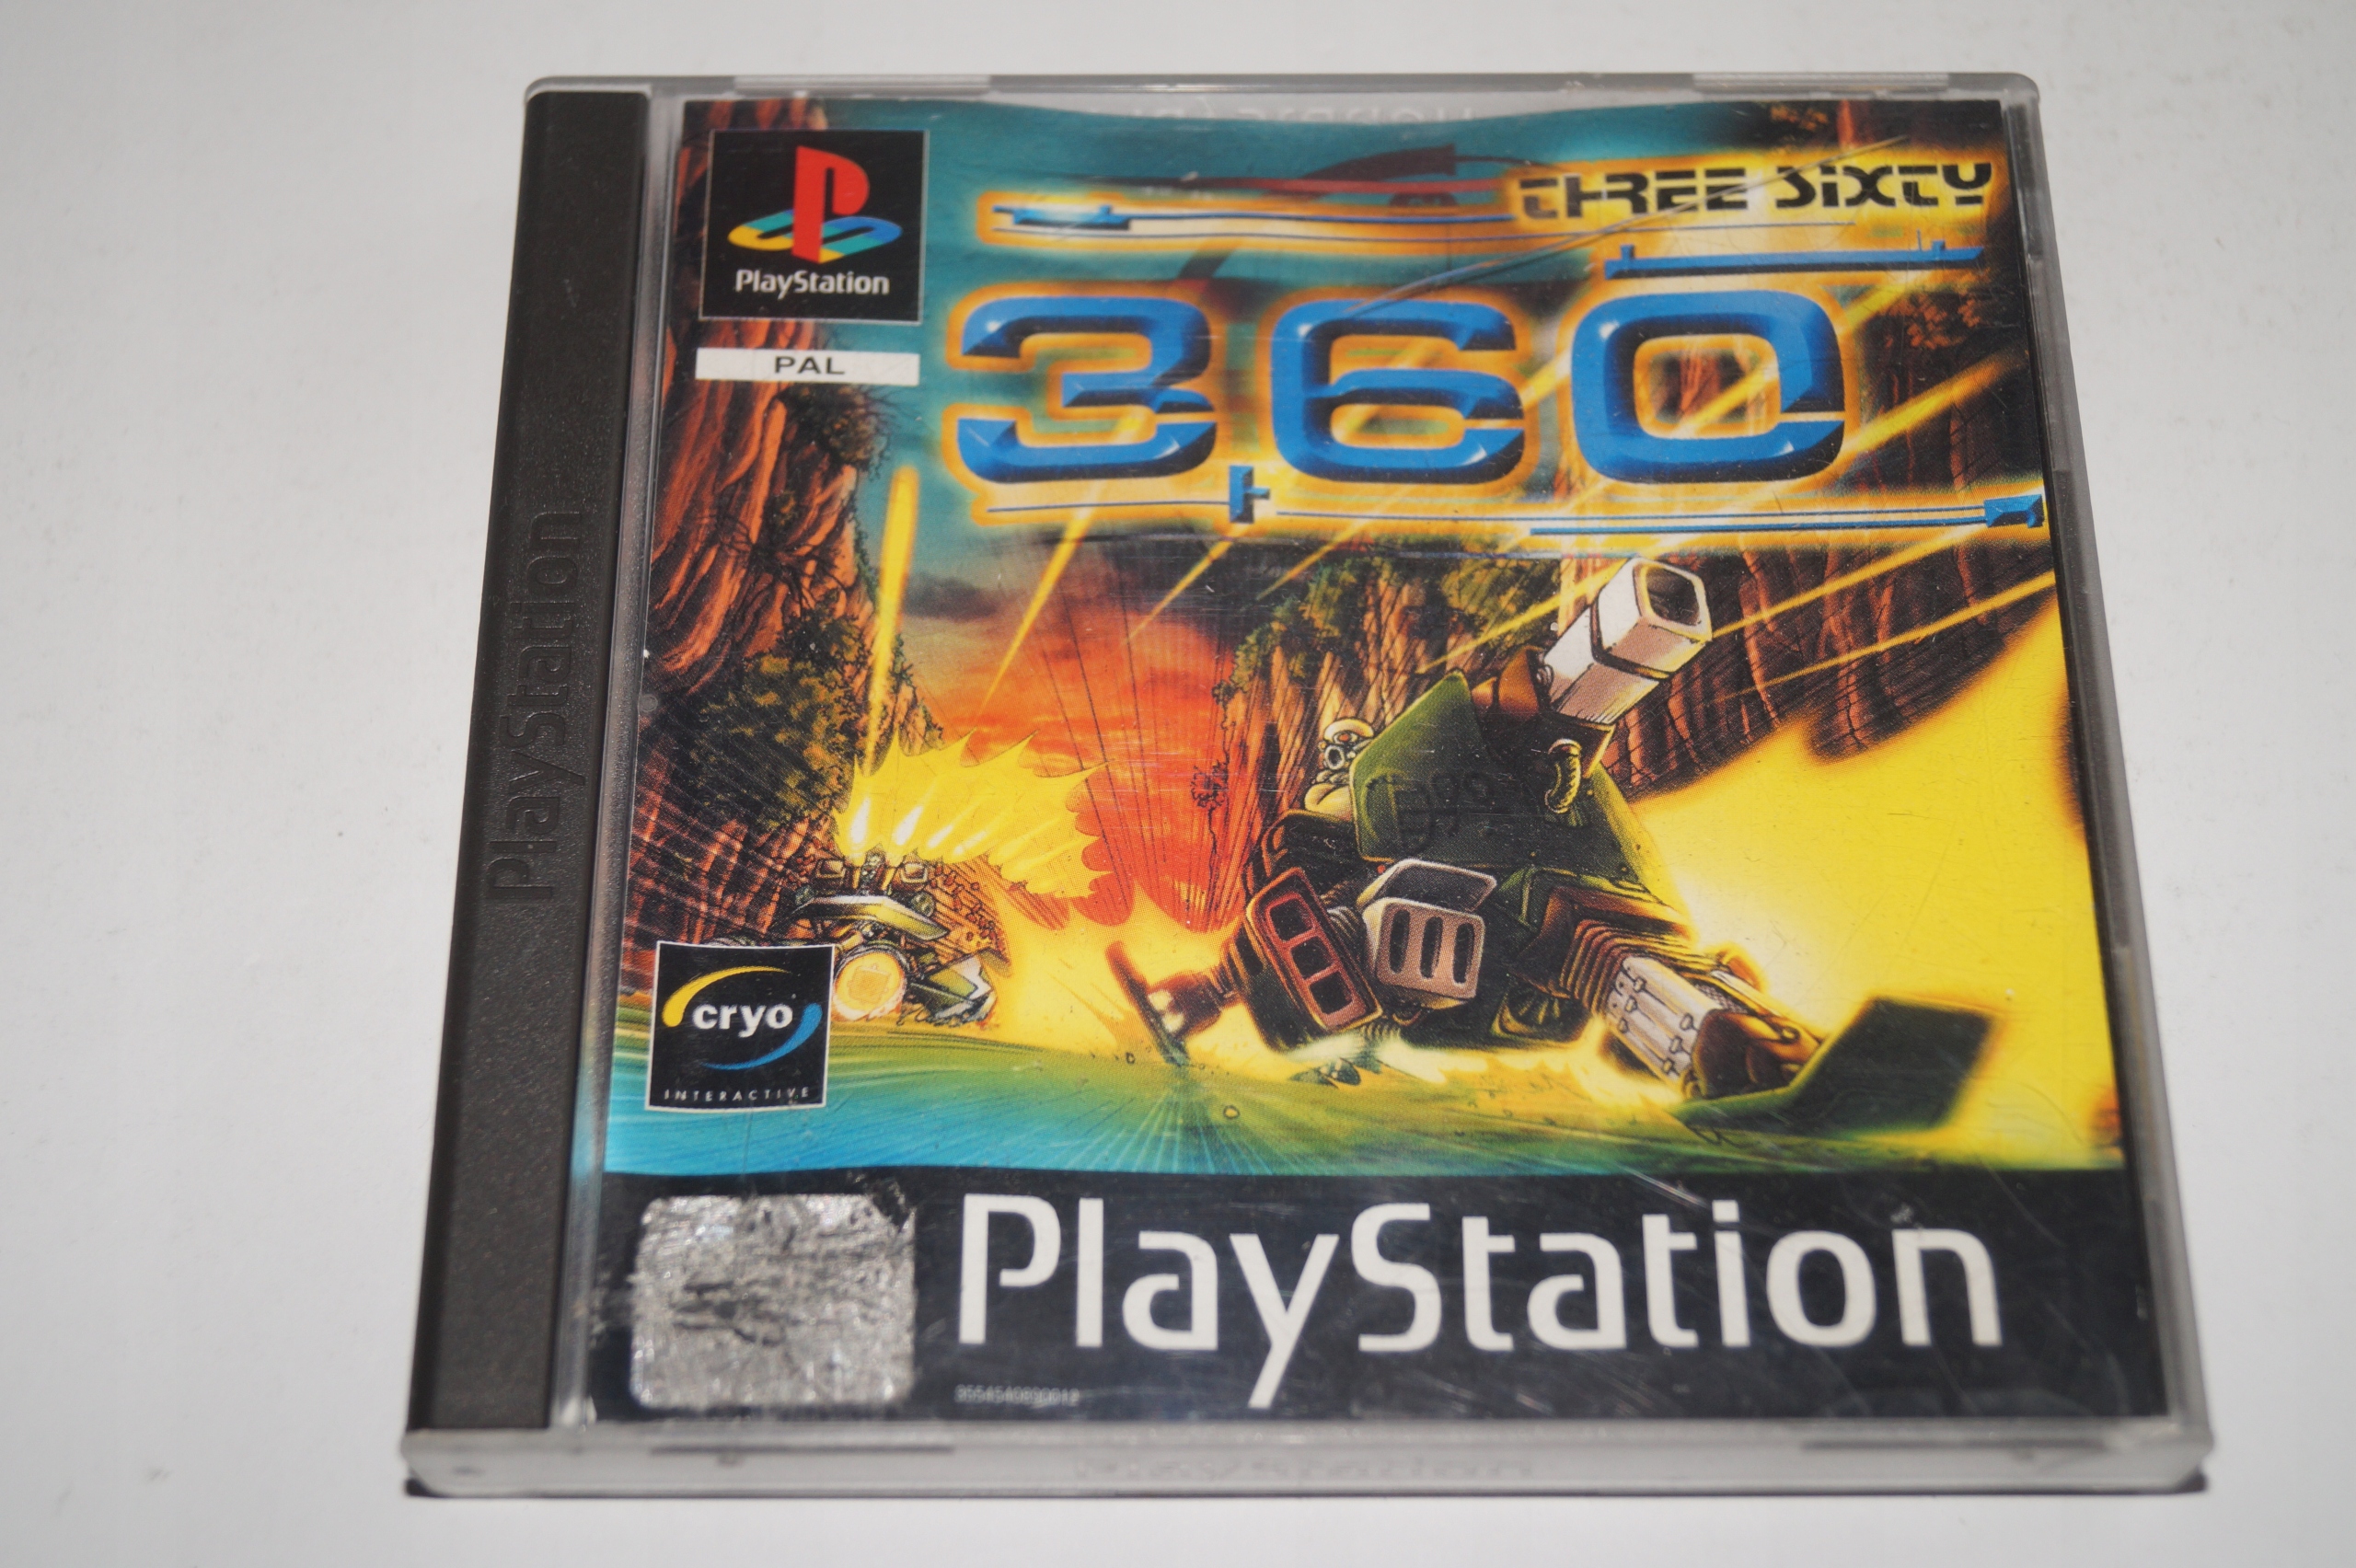 PlayStation
PlayStation
PAL
THREE SIXTY
360
cryo
INTERACTIVE
PlayStation